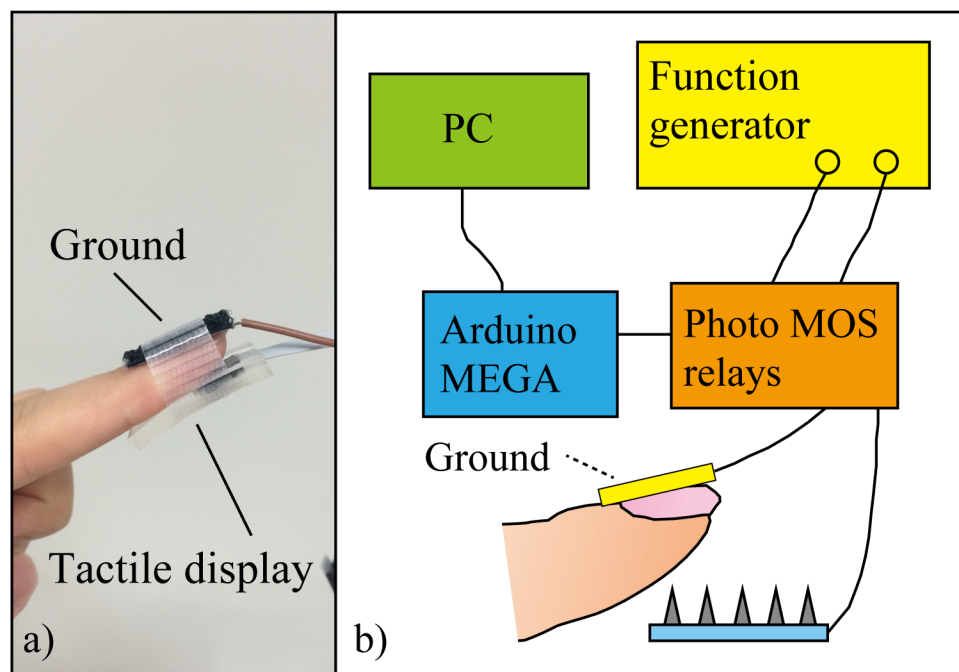 Ground
Tactile display
a)
PC
Function
generator
Arduino
MEGA
Photo MOS
relays
Ground
b)